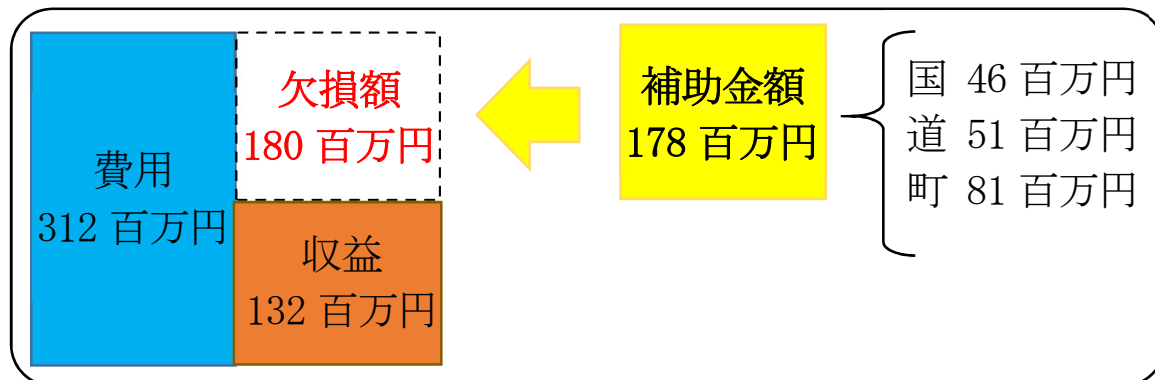 費用
312 百万円
欠損額
180 百万円
収益
132 百万円
補助金額
178 百万円
国 46 百万円
道 51 百万円
町 81 百万円